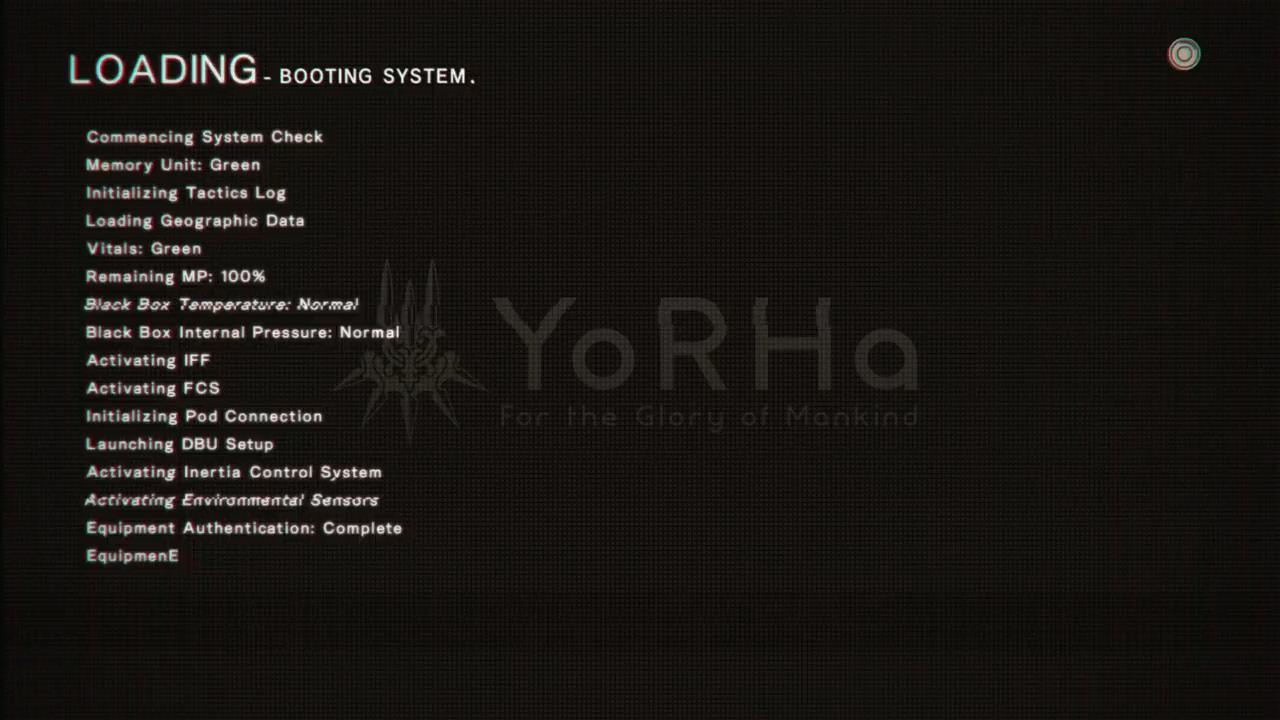 LOADING - BOOTING SYSTEM.
Commencing System Check
Memory Unit: Green
Initializing Tactics Log
Loading Geographic Data
Vitals: Green
Remaining MP: 100%
Black Box Temperature: Normal
Black Box Internal Pressure: Normal
Activating IFF
Activating FCS
Initializing Pod Connection
Launching DBU Setup
Activating Inertia Control System
Activating Environmental Sensors
Equipment Authentication: Complete
EquipmenE
YoRHa
For the Glory of Mankind